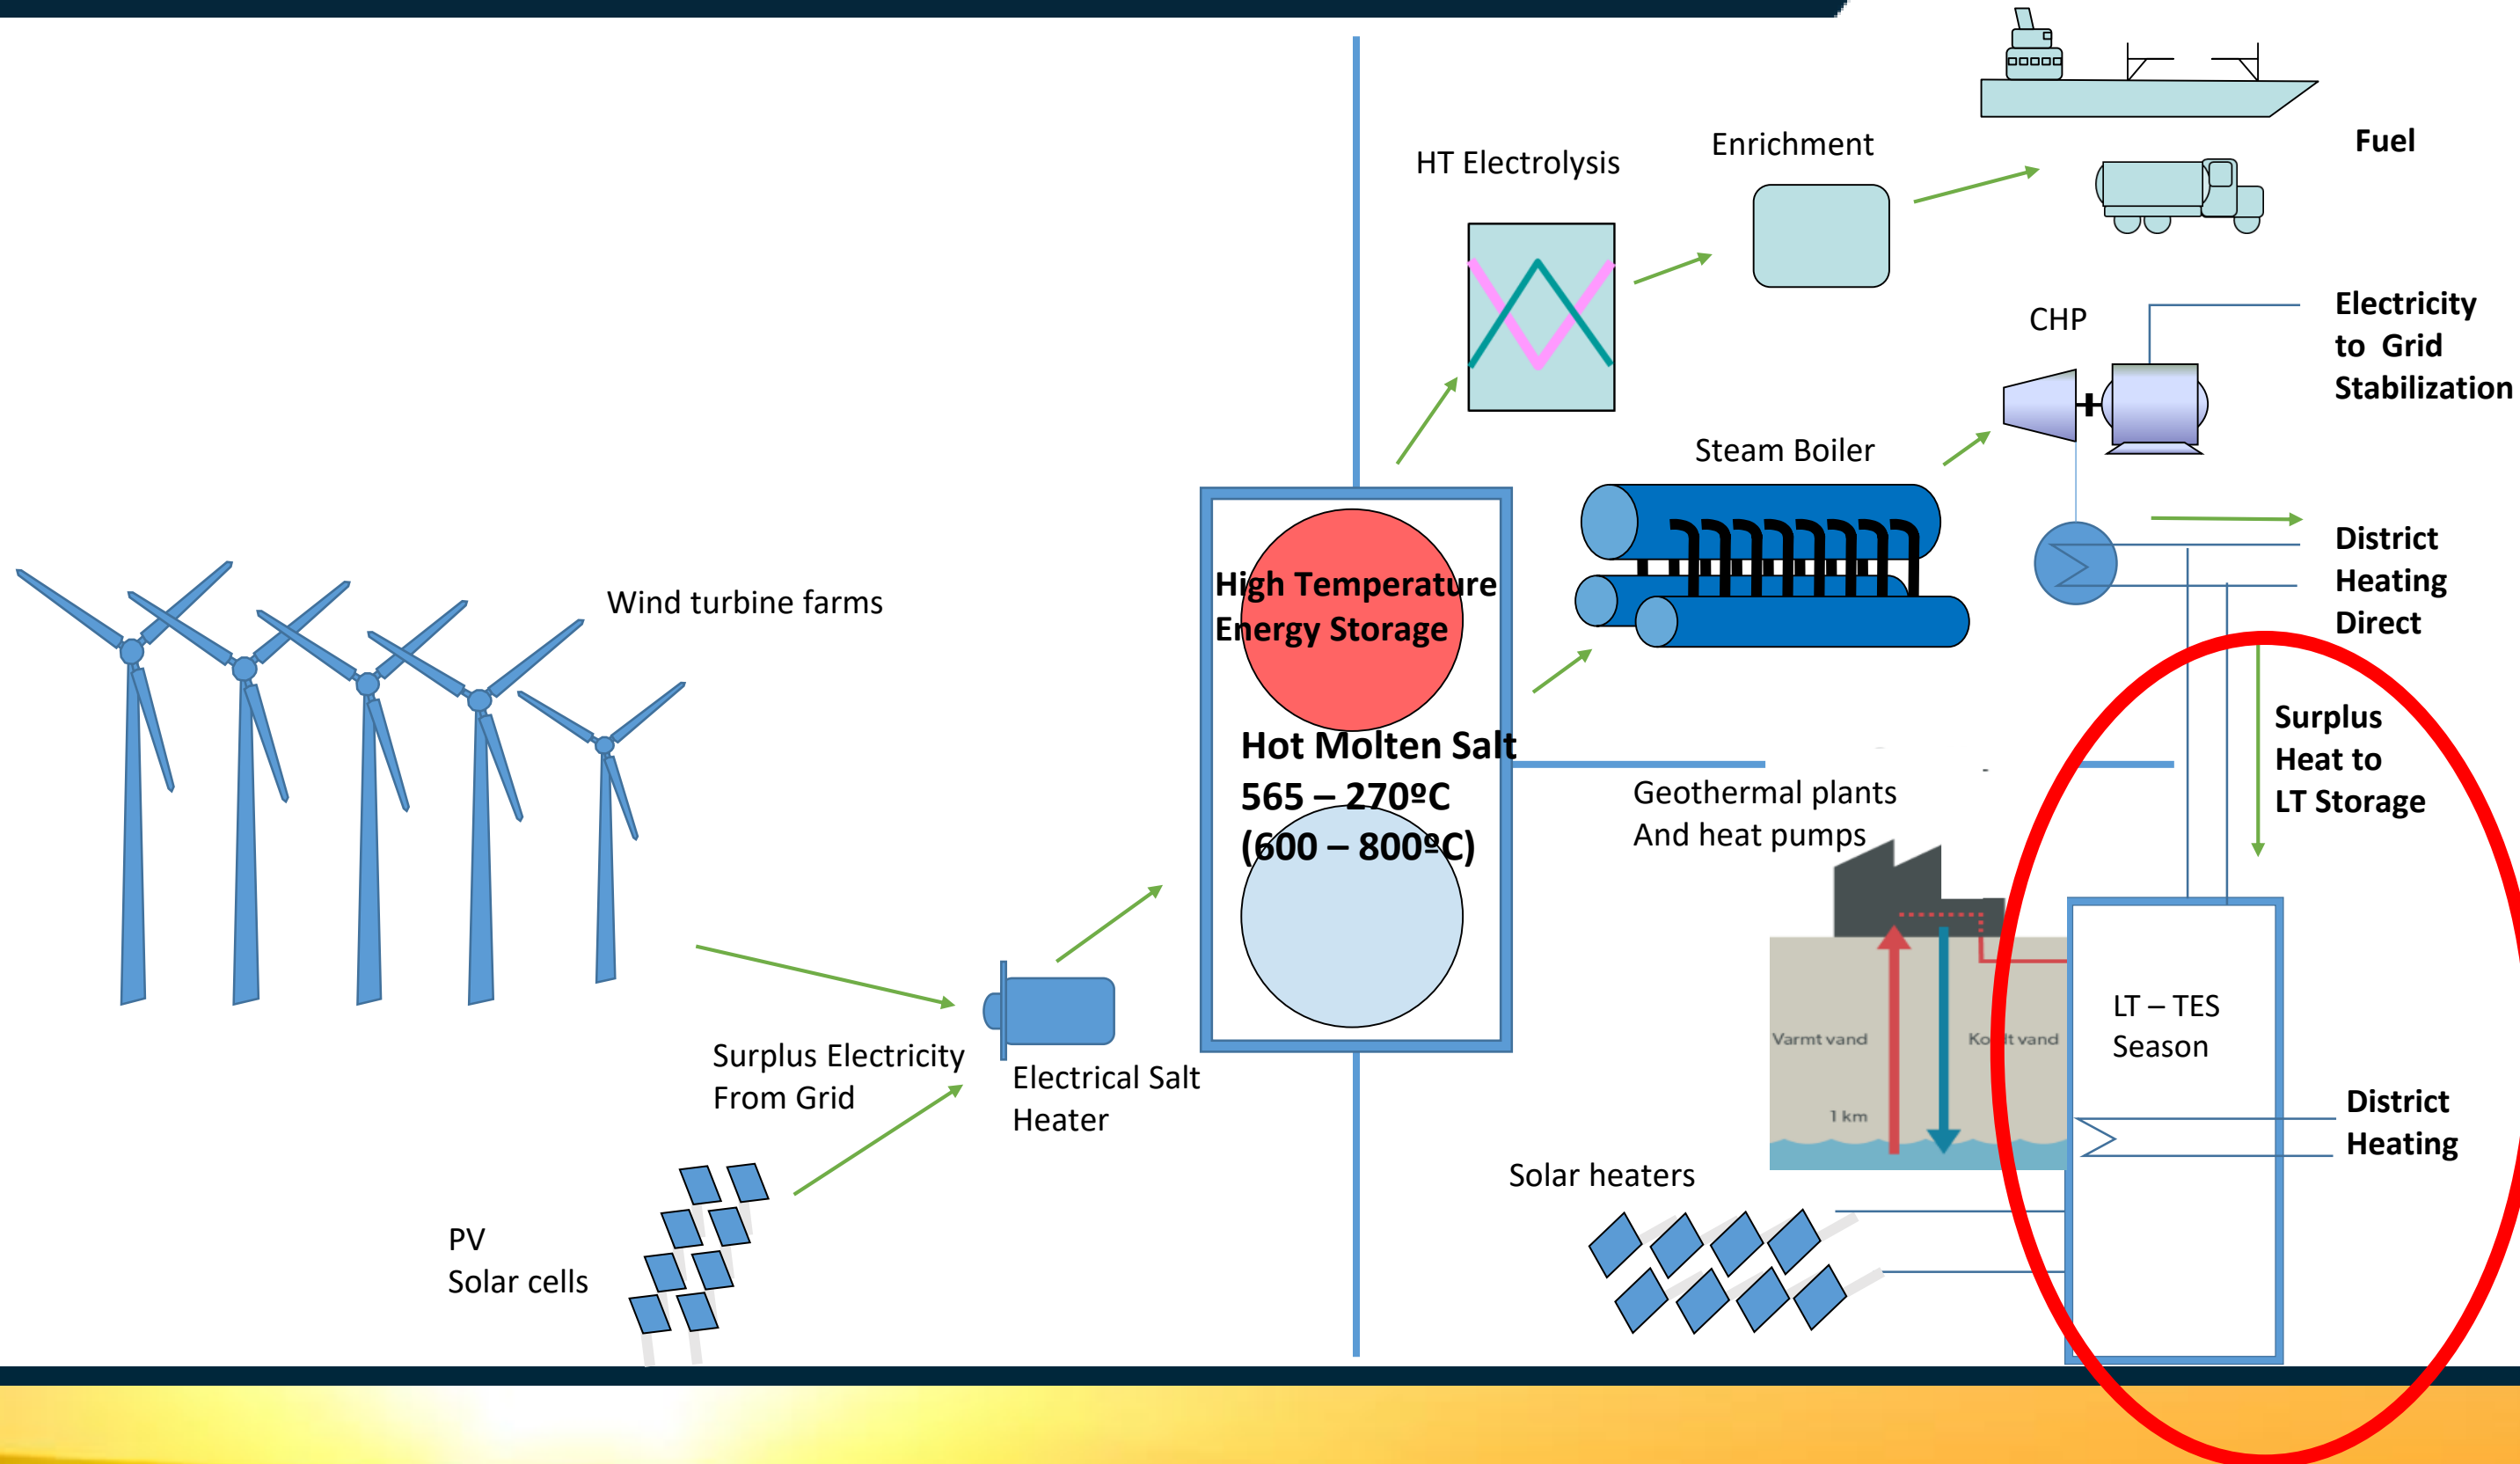 Fuel
Enrichment
HT Electrolysis
Electricity
to Grid
Stabilization
CHP
Steam Boiler
District
Heating
Direct
High Temperature
Energy Storage
Wind turbine farms
Hot Molten Salt
565 – 270ºC
(600 – 800ºC)
Surplus
Heat to
LT Storage
Geothermal plants
And heat pumps
LT – TES
Season
Varmt vand
Koldt vand
1 km
Surplus Electricity
From Grid
Electrical Salt
Heater
District
Heating
Solar heaters
PV
Solar cells